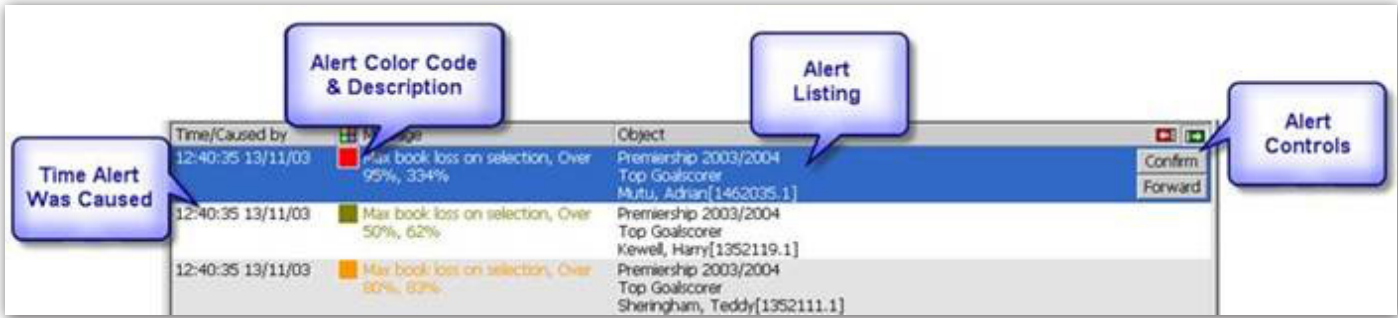 Alert Color Code
& Description
Alert
Listing
Alert
Controls
Time Alert
Was Caused
Time/Caused by Object
12:40:35 13/11/03 Max book loss on selection, Over Premiership 2003/2004 Confirm
95%, 334% Top Goalscorer Forward
Mutu, Adrian[1462035.1]
12:40:35 13/11/03 Max book loss on selection, Over Premiership 2003/2004
50%, 62% Top Goalscorer
Kewell, Harry[1352119.1]
12:40:35 13/11/03 Max book loss on selection, Over Premiership 2003/2004
80%, 83% Top Goalscorer
Sheringham, Teddy[1352111.1]